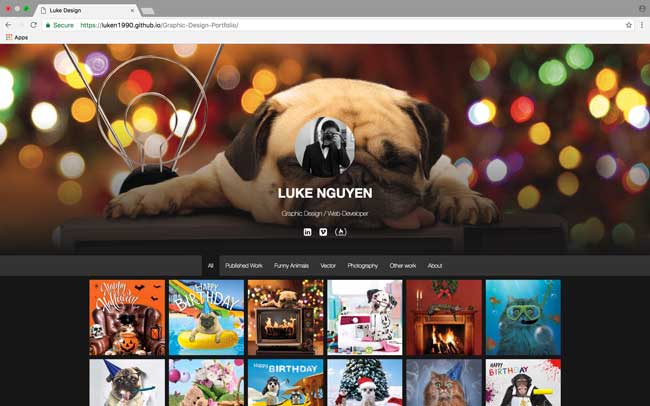 Luke Design
Secure https://luken1990.github.io/Graphic-Design-Portfolio/
Apps
LUKE NGUYEN
Graphic Design / Web-Developer
in
All Published Work Funny Animals Vector Photography Other work About
Happy Halloween HAPPY BIRTHDAY
HAPPY BIRTHDAY HAPPY BIRTHDAY